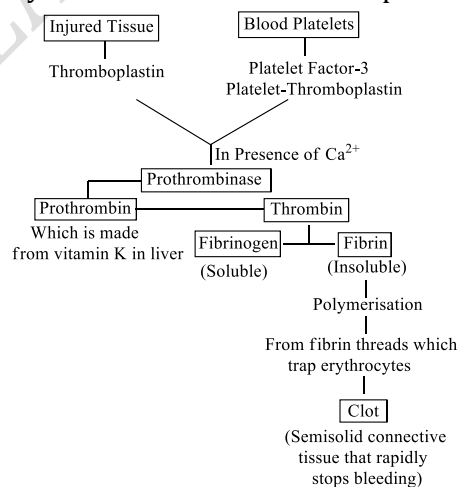 Injured Tissue
Blood Platelets
Thromboplastin
Platelet Factor-3
Platelet-Thromboplastin
In Presence of Ca²⁺
Prothrombinase
Prothrombin
Thrombin
Which is made
from vitamin K in liver
Fibrinogen
Fibrin
(Soluble)
(Insoluble)
Polymerisation
From fibrin threads which
trap erythrocytes
Clot
(Semisolid connective
tissue that rapidly
stops bleeding)